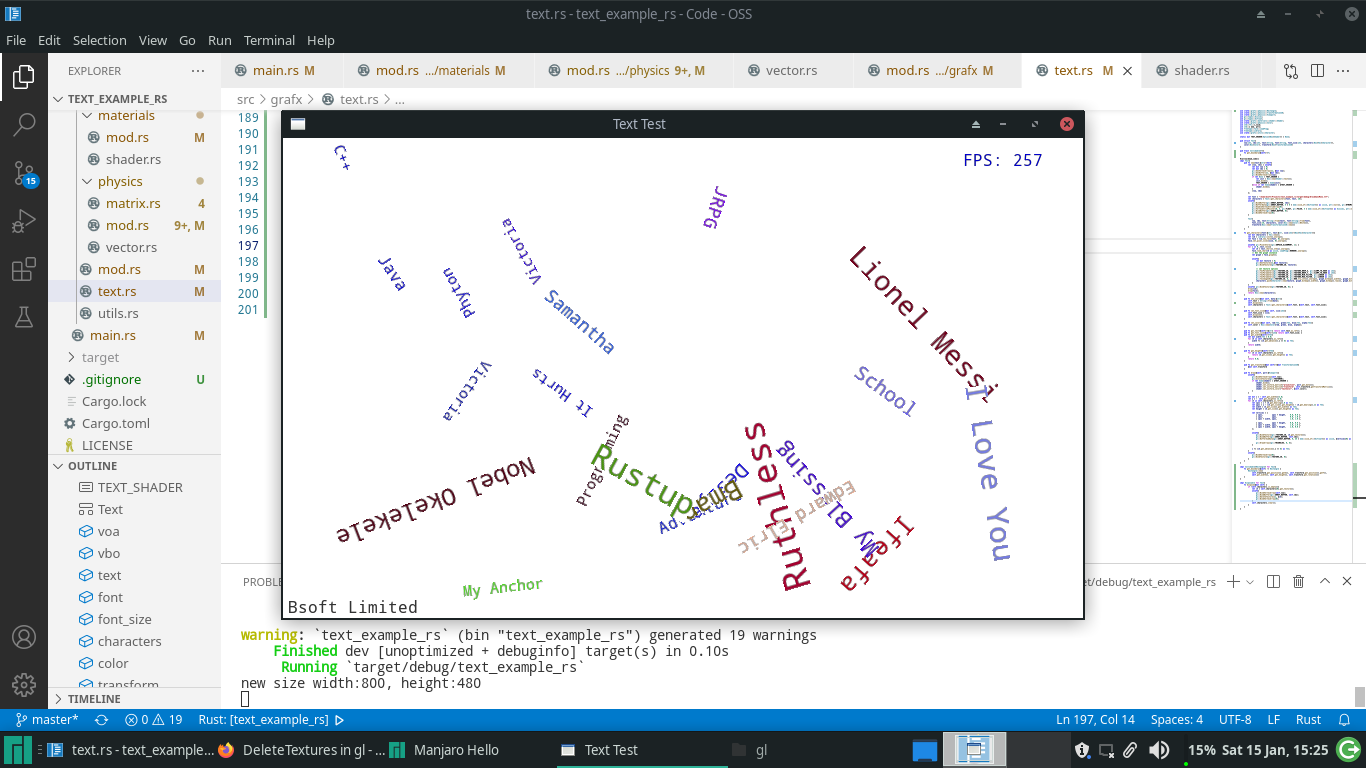 text.rs - text_example_rs - Code - OSS
File Edit Selection View Go Run Terminal Help
EXPLORER
main.rs M
mod.rs .../materials M
mod.rs .../physics 9+, M
vector.rs
mod.rs .../grafx M
text.rs M
shader.rs
src > grafx > text.rs > ...
TEXT_EXAMPLE_RS
materials
mod.rs M
shader.rs
physics
matrix.rs 4
mod.rs 9+, M
vector.rs
mod.rs M
text.rs M
utils.rs
main.rs M
target
.gitignore U
Cargo.lock
Cargo.toml
LICENSE
OUTLINE
TEXT_SHADER
Text
voa
vbo
text
font
font_size
characters
color
transform
TIMELINE
15
189
190
191
192
193
194
195
196
197
198
199
200
201
Text Test
C++
FPS: 257
JRPG
Victoria
Java
Phyton
Samantha
Lionel Messi
School
Victoria
It Hurts
I Love You
Rustup
Rutnless
My Blessing
Edward Elric
Nobel Okelekele
Ifeafa
My Anchor
Bsoft Limited
et/debug/text_example_rs
warning: `text_example_rs` (bin "text_example_rs") generated 19 warnings
Finished dev [unoptimized + debuginfo] target(s) in 0.10s
Running `target/debug/text_example_rs`
new size width:800, height:480
master* 0 19 Rust: [text_example_rs] Ln 197, Col 14 Spaces: 4 UTF-8 LF Rust
text.rs - text_example... DeleteTextures in gl - ... Manjaro Hello Text Test gl 15% Sat 15 Jan, 15:25